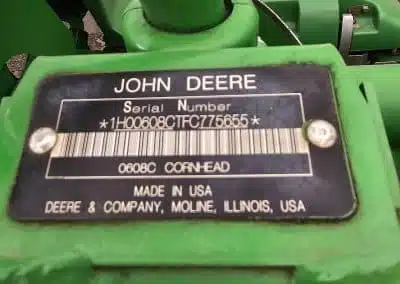 JOHN DEERE
Serial Number
*1H00608CTFC775655*
0608C CORNHEAD
MADE IN USA
DEERE & COMPANY, MOLINE, ILLINOIS, USA